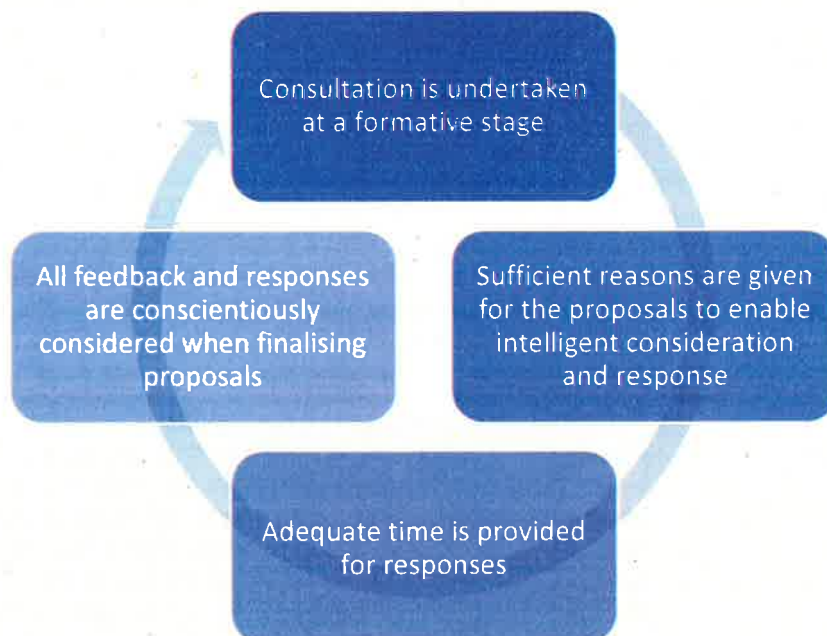 Consultation is undertaken
at a formative stage
Sufficient reasons are given
for the proposals to enable
intelligent consideration
and response
Adequate time is provided
for responses
All feedback and responses
are conscientiously
considered when finalising
proposals